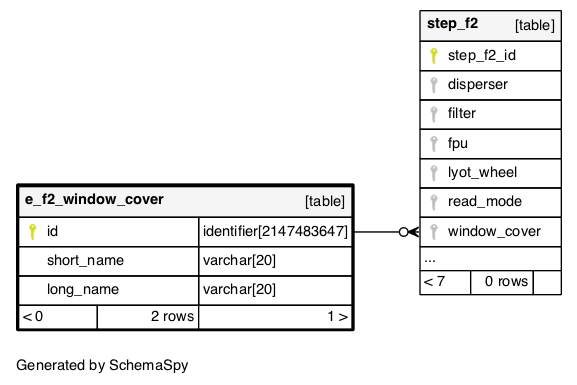 step_f2 [table]
step_f2_id
disperser
filter
fpu
lyot_wheel
read_mode
window_cover
...
< 7 0 rows
e_f2_window_cover [table]
id identifier[2147483647]
short_name varchar[20]
long_name varchar[20]
< 0 2 rows 1 >
Generated by SchemaSpy